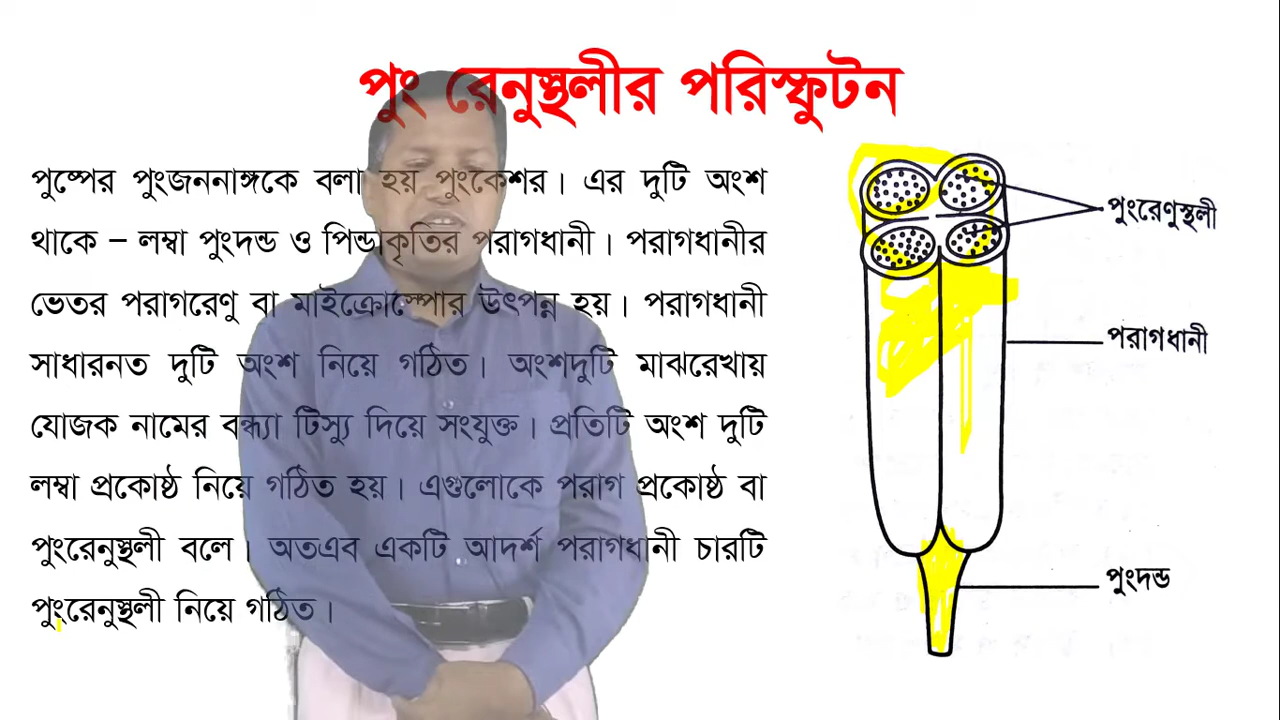 পুং রেনুস্থলীর পরিস্ফুটন
পুষ্পের পুংজননাঙ্গকে বলা হয় পুংকেশর। এর দুটি অংশ
থাকে – লম্বা পুংদন্ড ও পিন্ডাকৃতির পরাগধানী। পরাগধানীর
ভেতর পরাগরেণু বা মাইক্রোস্পোর উৎপন্ন হয়। পরাগধানী
সাধারনত দুটি অংশ নিয়ে গঠিত। অংশদুটি মাঝরেখায়
যোজক নামের বন্ধ্যা টিস্যু দিয়ে সংযুক্ত। প্রতিটি অংশ দুটি
লম্বা প্রকোষ্ঠ নিয়ে গঠিত হয়। এগুলোকে পরাগ প্রকোষ্ঠ বা
পুংরেনুস্থলী বলে। অতএব একটি আদর্শ পরাগধানী চারটি
পুংরেনুস্থলী নিয়ে গঠিত।
পুংরেণুস্থলী
পরাগধানী
পুংদন্ড